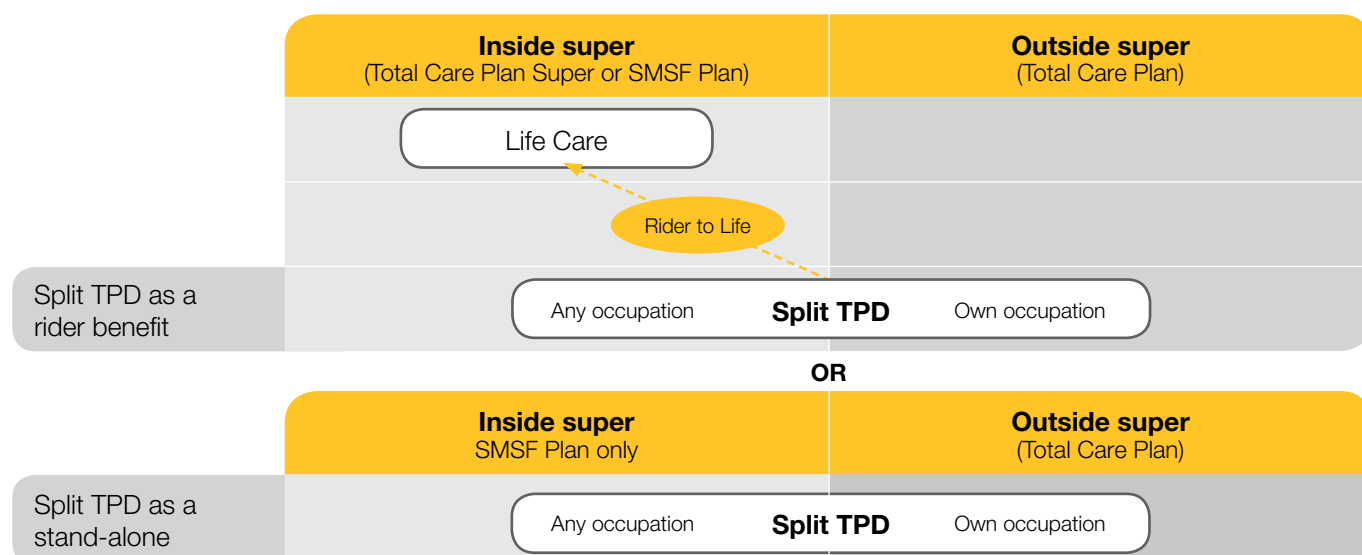 Inside super
(Total Care Plan Super or SMSF Plan)
Outside super
(Total Care Plan)
Life Care
Rider to Life
Split TPD as a
rider benefit
Any occupation Split TPD Own occupation
OR
Inside super
SMSF Plan only
Outside super
(Total Care Plan)
Split TPD as a
stand-alone
Any occupation Split TPD Own occupation